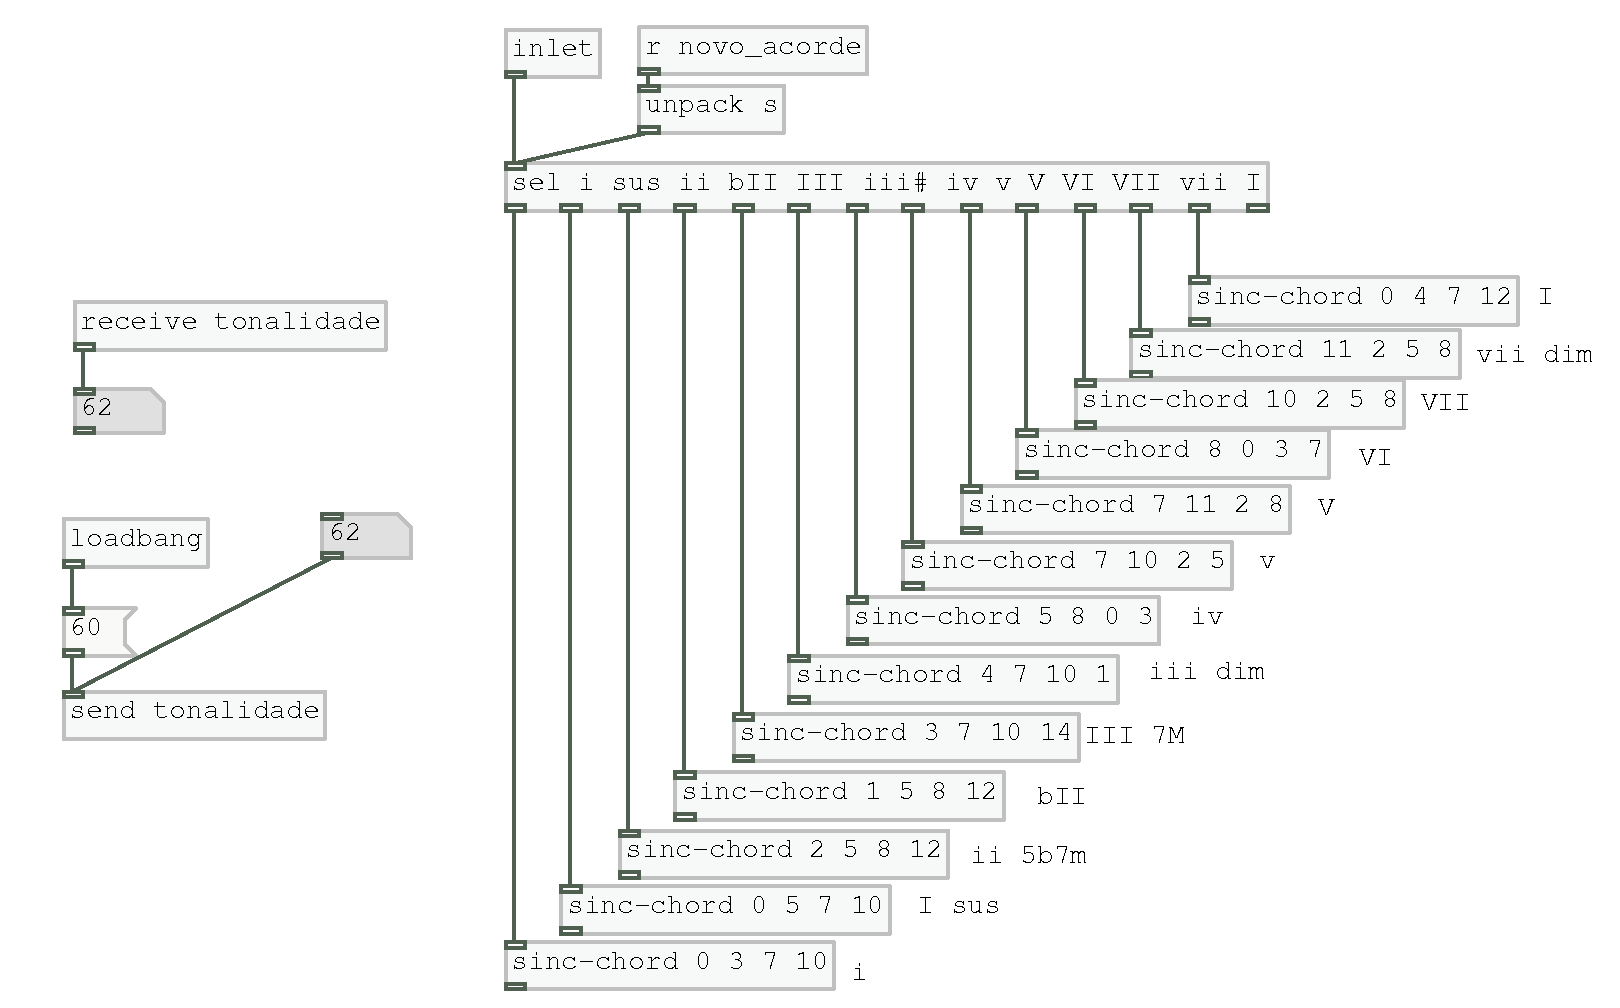 inlet
r novo_acorde
unpack s
sel i sus ii bII III iii# iv v V VI VII vii I
sinc-chord 0 4 7 12 I
receive tonalidade
sinc-chord 11 2 5 8 vii dim
sinc-chord 10 2 5 8 VII
62
sinc-chord 8 0 3 7 VI
sinc-chord 7 11 2 8 V
loadbang
62
sinc-chord 7 10 2 5 v
60
sinc-chord 5 8 0 3 iv
sinc-chord 4 7 10 1 iii dim
send tonalidade
sinc-chord 3 7 10 14 III 7M
sinc-chord 1 5 8 12 bII
sinc-chord 2 5 8 12 ii 5b7m
sinc-chord 0 5 7 10 I sus
sinc-chord 0 3 7 10 i